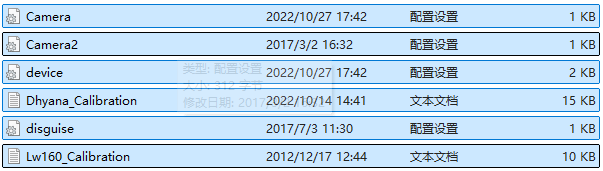 Camera 2022/10/27 17:42 配置设置 1 KB
Camera2 2017/3/2 16:32 配置设置 1 KB
device 2022/10/27 17:42 配置设置 2 KB
类型: 配置设置
大小: 312 字节
修改日期: 2017
Dhyana_Calibration 2022/10/14 14:41 文本文档 15 KB
disguise 2017/7/3 11:30 配置设置 1 KB
Lw160_Calibration 2012/12/17 12:44 文本文档 10 KB